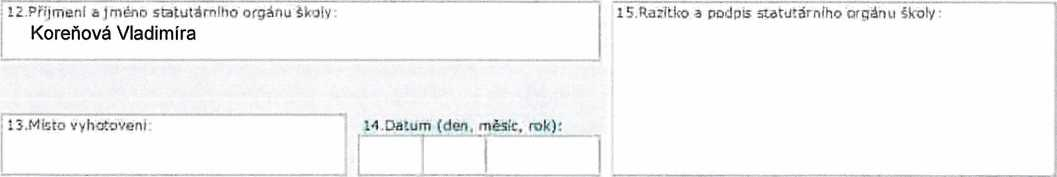 12.Příjmení a jméno statutárního orgánu školy:
Koreňová Vladimíra
13.Místo vyhotovení:
14.Datum (den, měsíc, rok):
15.Razítko a podpis statutárního orgánu školy: